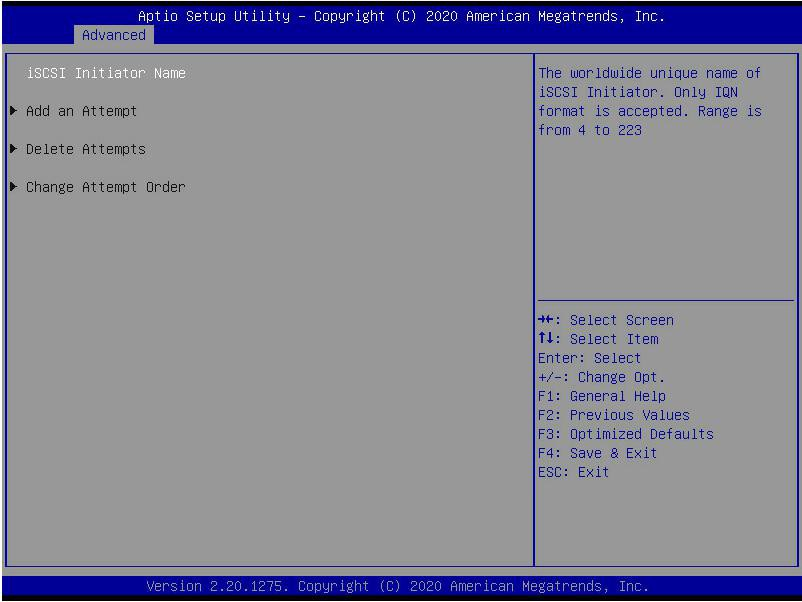 Aptio Setup Utility – Copyright (C) 2020 American Megatrends, Inc.
Advanced
iSCSI Initiator Name
▶ Add an Attempt
▶ Delete Attempts
▶ Change Attempt Order
The worldwide unique name of
iSCSI Initiator. Only IQN
format is accepted. Range is
from 4 to 223
→←: Select Screen
↑↓: Select Item
Enter: Select
+/-: Change Opt.
F1: General Help
F2: Previous Values
F3: Optimized Defaults
F4: Save & Exit
ESC: Exit
Version 2.20.1275. Copyright (C) 2020 American Megatrends, Inc.